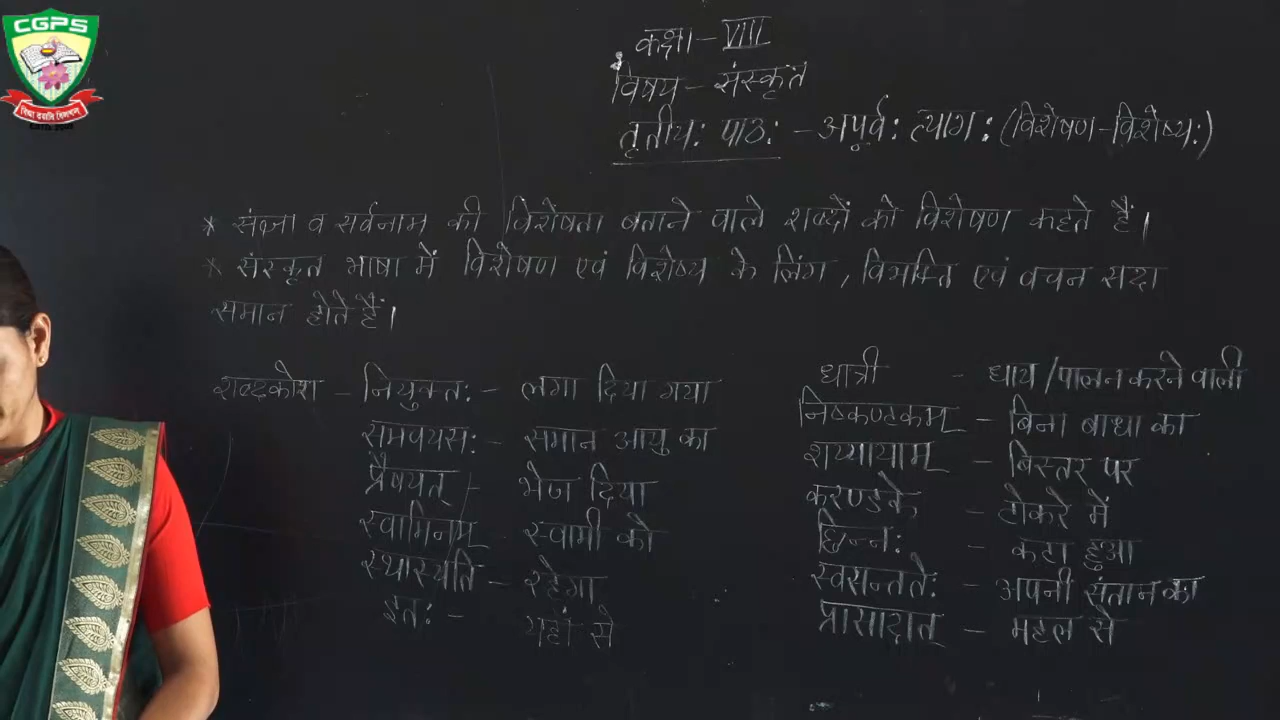 CGPS
कक्षा - VIII
विषय - संस्कृत
तृतीय: पाठ: - अपूर्व: त्याग: (विशेषण-विशेष्य:)
* संज्ञा व सर्वनाम की विशेषता बताने वाले शब्दों को विशेषण कहते हैं।
* संस्कृत भाषा में विशेषण एवं विशेष्य के लिंग, विभक्ति एवं वचन सदा
समान होते हैं।
शब्दकोश - नियुक्त: - लगा दिया गया
समवयस: - समान आयु का
प्रैषयत् - भेज दिया
स्वामिनम् - स्वामी को
स्थास्यति - रहेगा
इत: - यहाँ से
धात्री - धाय/पालन करने वाली
निष्कण्टकम् - बिना बाधा का
शय्यायाम् - बिस्तर पर
करण्डके - टोकरे में
छिन्न: - कटा हुआ
स्वसन्तते: - अपनी संतान का
प्रासादात् - महल से